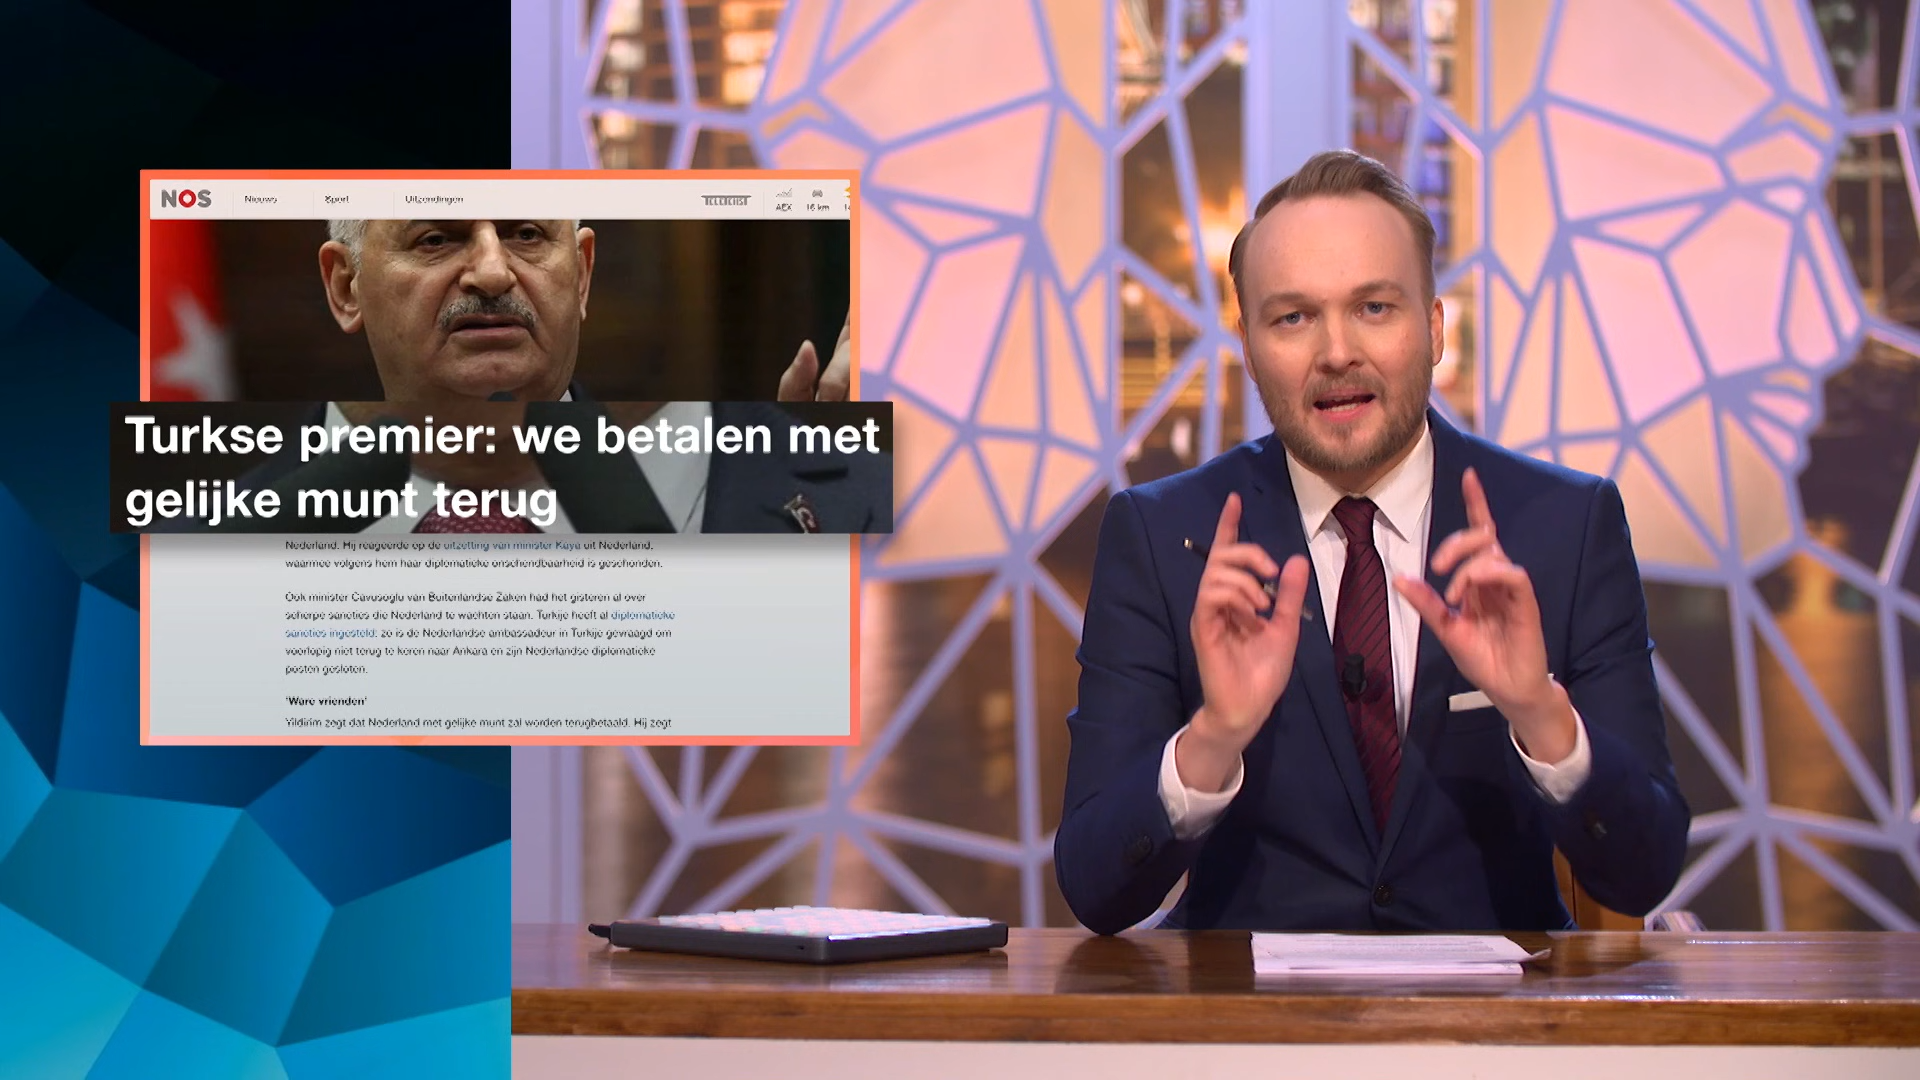 NOS Nieuws Sport Uitzendingen TELETEKST AEX 16 km
Turkse premier: we betalen met
gelijke munt terug
Nederland. Hij reageerde op de uitzetting van minister Kaya uit Nederland,
waarmee volgens hem haar diplomatieke onschendbaarheid is geschonden.
Ook minister Cavusoglu van Buitenlandse Zaken had het gisteren al over
scherpe sancties die Nederland te wachten staan. Turkije heeft al diplomatieke
sancties ingesteld: zo is de Nederlandse ambassadeur in Turkije gevraagd om
voorlopig niet terug te keren naar Ankara en zijn Nederlandse diplomatieke
posten gesloten.
'Ware vrienden'
Yildirim zegt dat Nederland met gelijke munt zal worden terugbetaald. Hij zegt